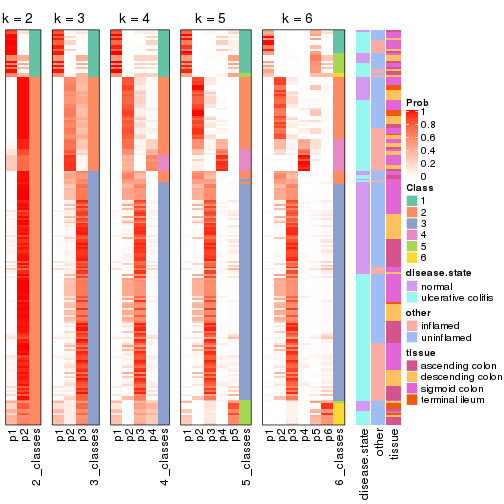 k = 2
k = 3
k = 4
k = 5
k = 6
Prob
1
0.8
0.6
0.4
0.2
0
Class
1
2
3
4
5
6
disease.state
normal
ulcerative colitis
other
inflamed
uninflamed
tissue
ascending colon
descending colon
sigmoid colon
terminal ileum
p1
p2
2_classes
p1
p2
p3
3_classes
p1
p2
p3
p4
4_classes
p1
p2
p3
p4
p5
5_classes
p1
p2
p3
p4
p5
p6
6_classes
disease.state
other
tissue